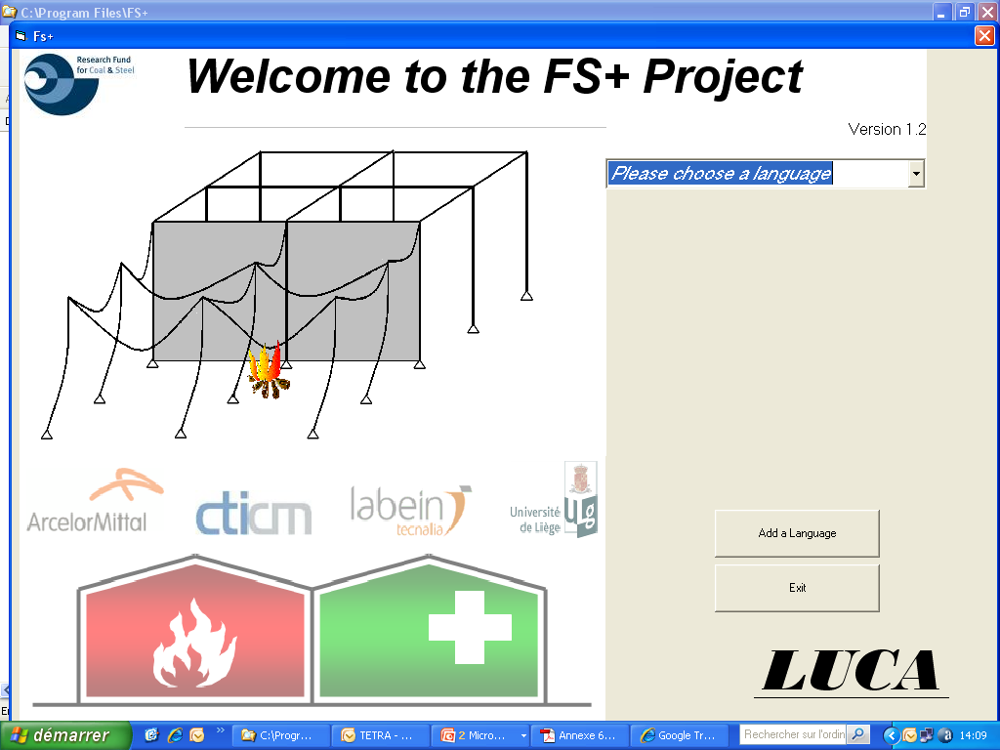 C:\Program Files\FS+
Fs+
Research Fund
for Coal & Steel
Welcome to the FS+ Project
Version 1.2
Please choose a language
ArcelorMittal
cticm
labein
tecnalia
Université
de Liège
ULg
Add a Language
Exit
LUCA
démarrer
C:\Progr...
TETRA - ...
2 Micro...
Annexe 6...
Google Tr...
Rechercher sur l'ordin
14:09